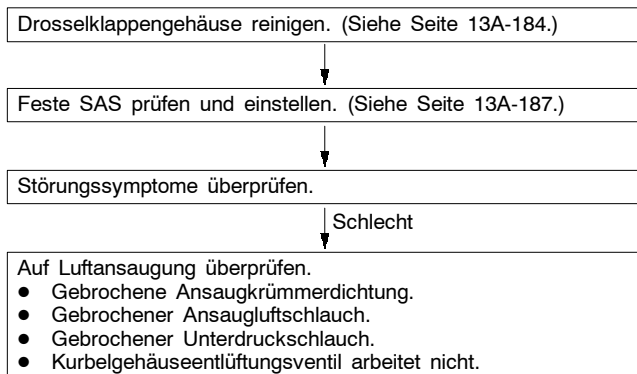 Drosselklappengehäuse reinigen. (Siehe Seite 13A-184.)
Feste SAS prüfen und einstellen. (Siehe Seite 13A-187.)
Störungssymptome überprüfen.
Schlecht
Auf Luftansaugung überprüfen.
● Gebrochene Ansaugkrümmerdichtung.
● Gebrochener Ansaugluftschlauch.
● Gebrochener Unterdruckschlauch.
● Kurbelgehäuseentlüftungsventil arbeitet nicht.